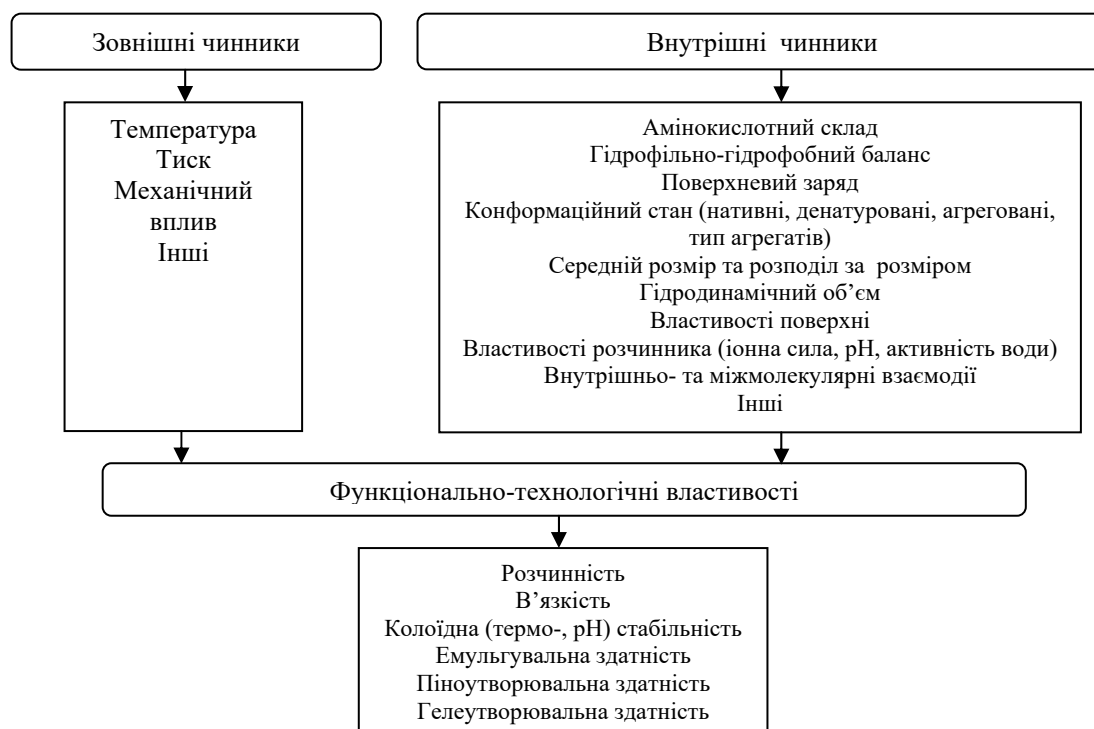 Зовнішні чинники
Внутрішні чинники
Температура
Тиск
Механічний
вплив
Інші
Амінокислотний склад
Гідрофільно-гідрофобний баланс
Поверхневий заряд
Конформаційний стан (нативні, денатуровані, агреговані,
тип агрегатів)
Середній розмір та розподіл за розміром
Гідродинамічний об’єм
Властивості поверхні
Властивості розчинника (іонна сила, рН, активність води)
Внутрішньо- та міжмолекулярні взаємодії
Інші
Функціонально-технологічні властивості
Розчинність
В’язкість
Колоїдна (термо-, рН) стабільність
Емульгувальна здатність
Піноутворювальна здатність
Гелеутворювальна здатність